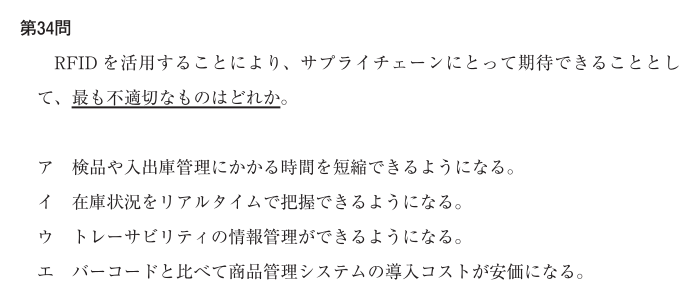 第34問
RFID を活用することにより、サプライチェーンにとって期待できることとし
て、最も不適切なものはどれか。
ア　検品や入出庫管理にかかる時間を短縮できるようになる。
イ　在庫状況をリアルタイムで把握できるようになる。
ウ　トレーサビリティの情報管理ができるようになる。
エ　バーコードと比べて商品管理システムの導入コストが安価になる。